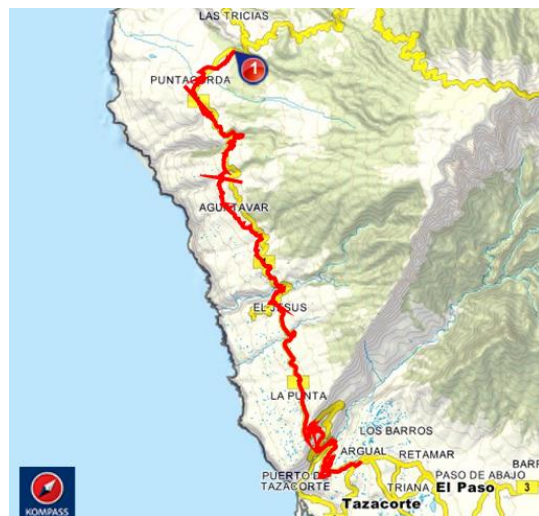 LAS TRICIAS
1
PUNTAGORDA
AGUATAVAR
EL JESUS
LA PUNTA
LOS BARROS
ARGUAL
RETAMAR
BARR
PUERTO DE
TAZACORTE
PASO DE ABAJO
TRIANA
El Paso
3
Tazacorte
KOMPASS